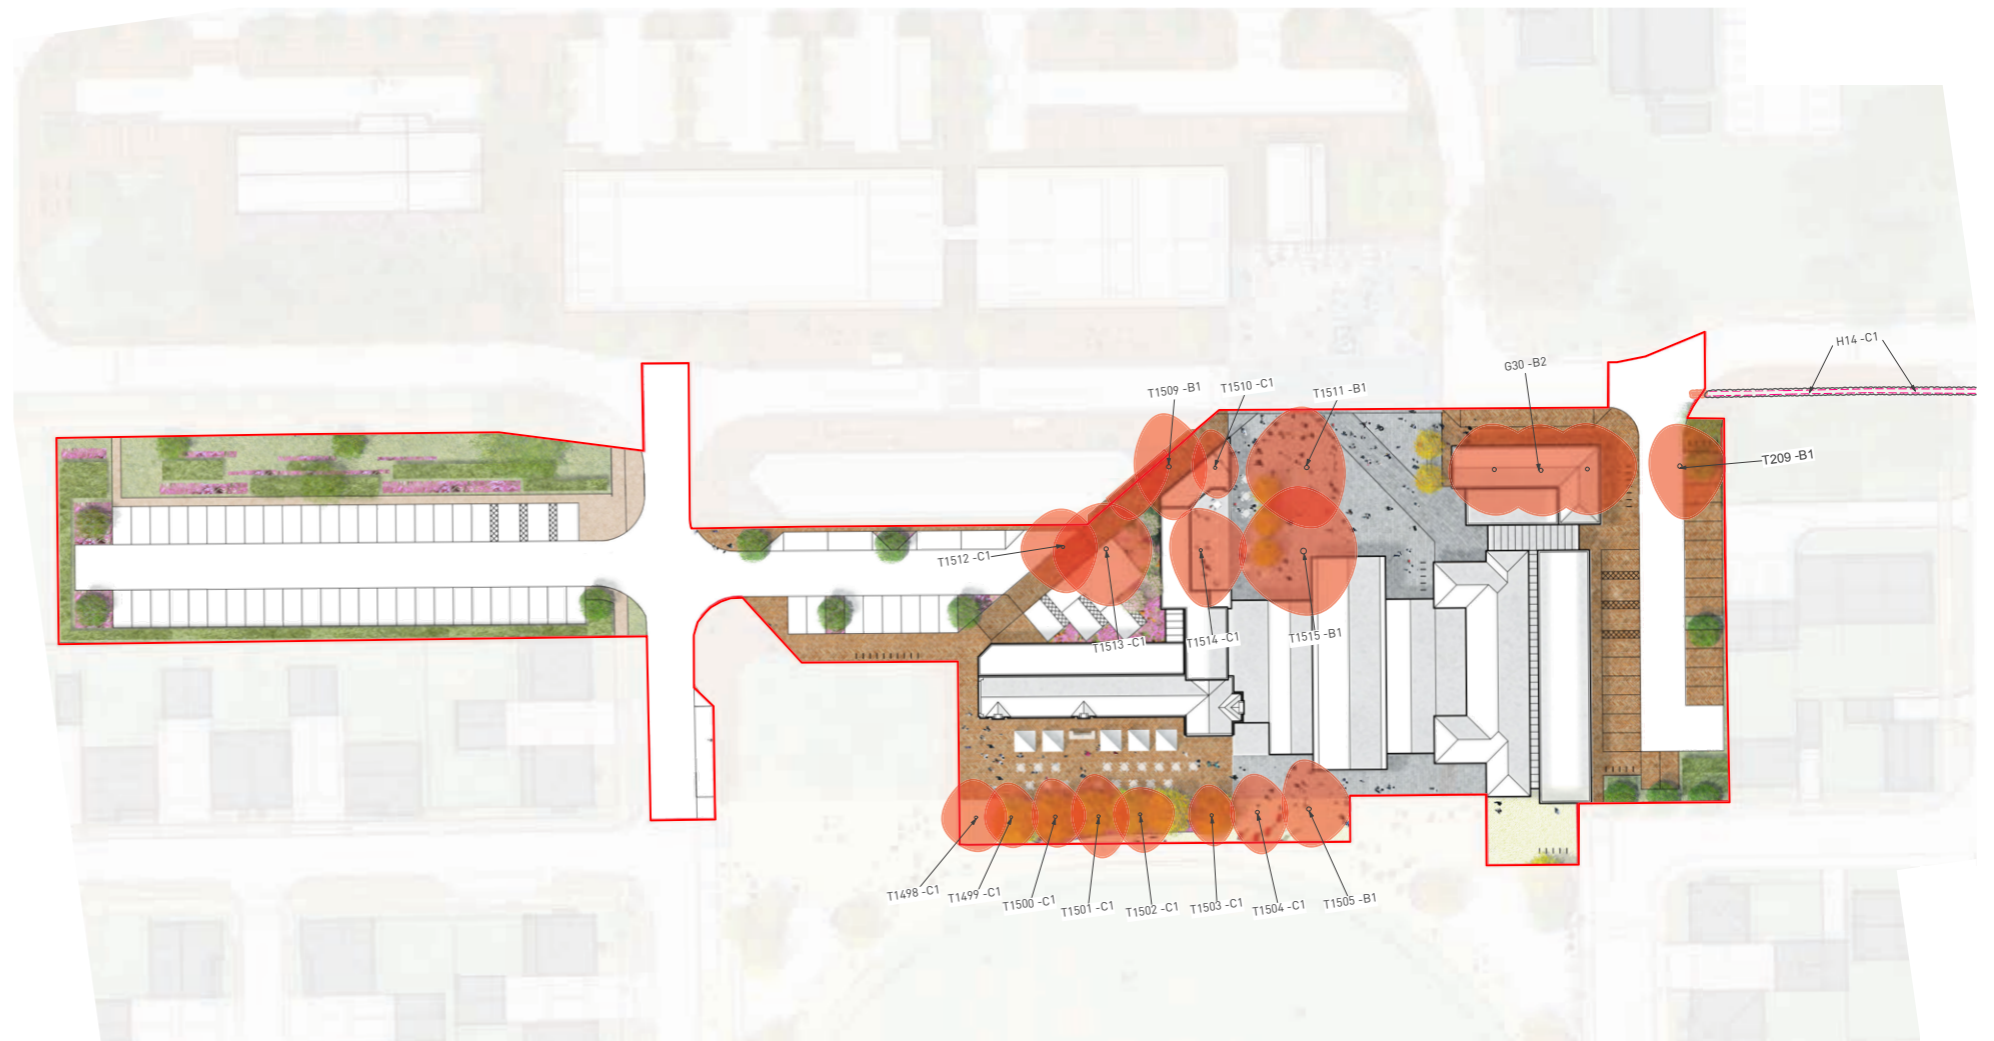 H14 -C1
G30 -B2
T1509 -B1
T1510 -C1
T1511 -B1
T209 -B1
T1512 -C1
T1513 -C1
T1514 -C1
T1515 -B1
T1498 -C1
T1499 -C1
T1500 -C1
T1501 -C1
T1502 -C1
T1503 -C1
T1504 -C1
T1505 -B1